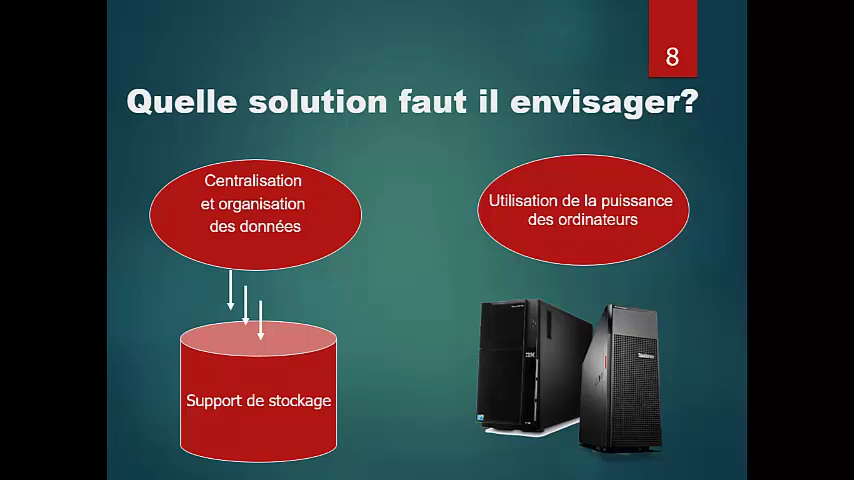 8
Quelle solution faut il envisager?
Centralisation
et organisation
des données
Utilisation de la puissance
des ordinateurs
Support de stockage
IBM